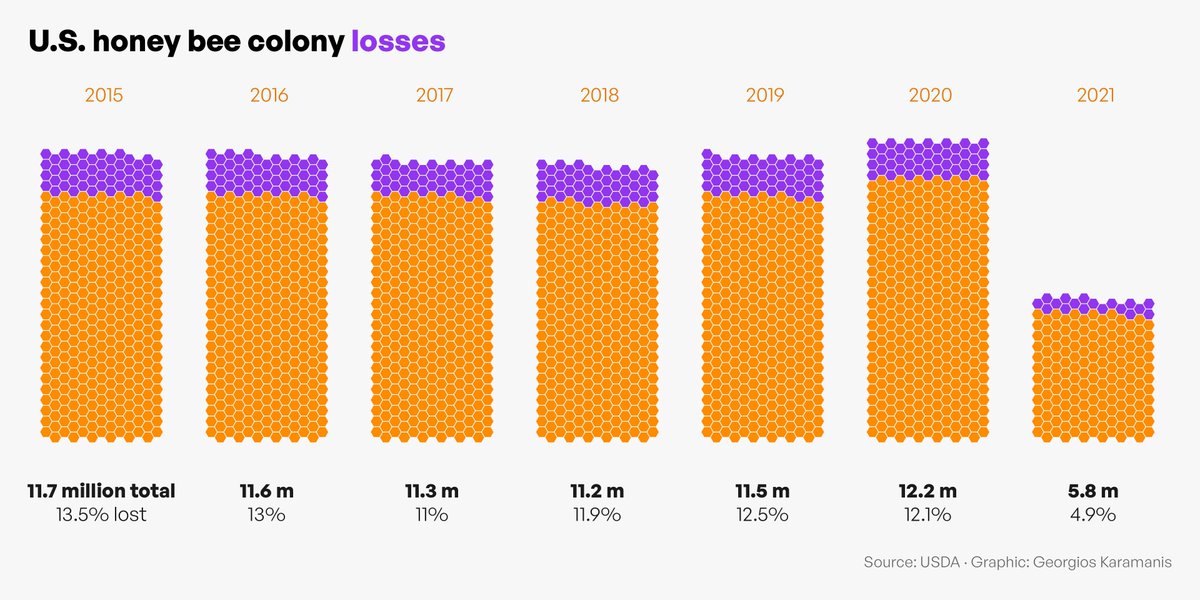 U.S. honey bee colony losses
2015 2016 2017 2018 2019 2020 2021
11.7 million total 11.6 m 11.3 m 11.2 m 11.5 m 12.2 m 5.8 m
13.5% lost 13% 11% 11.9% 12.5% 12.1% 4.9%
Source: USDA · Graphic: Georgios Karamanis